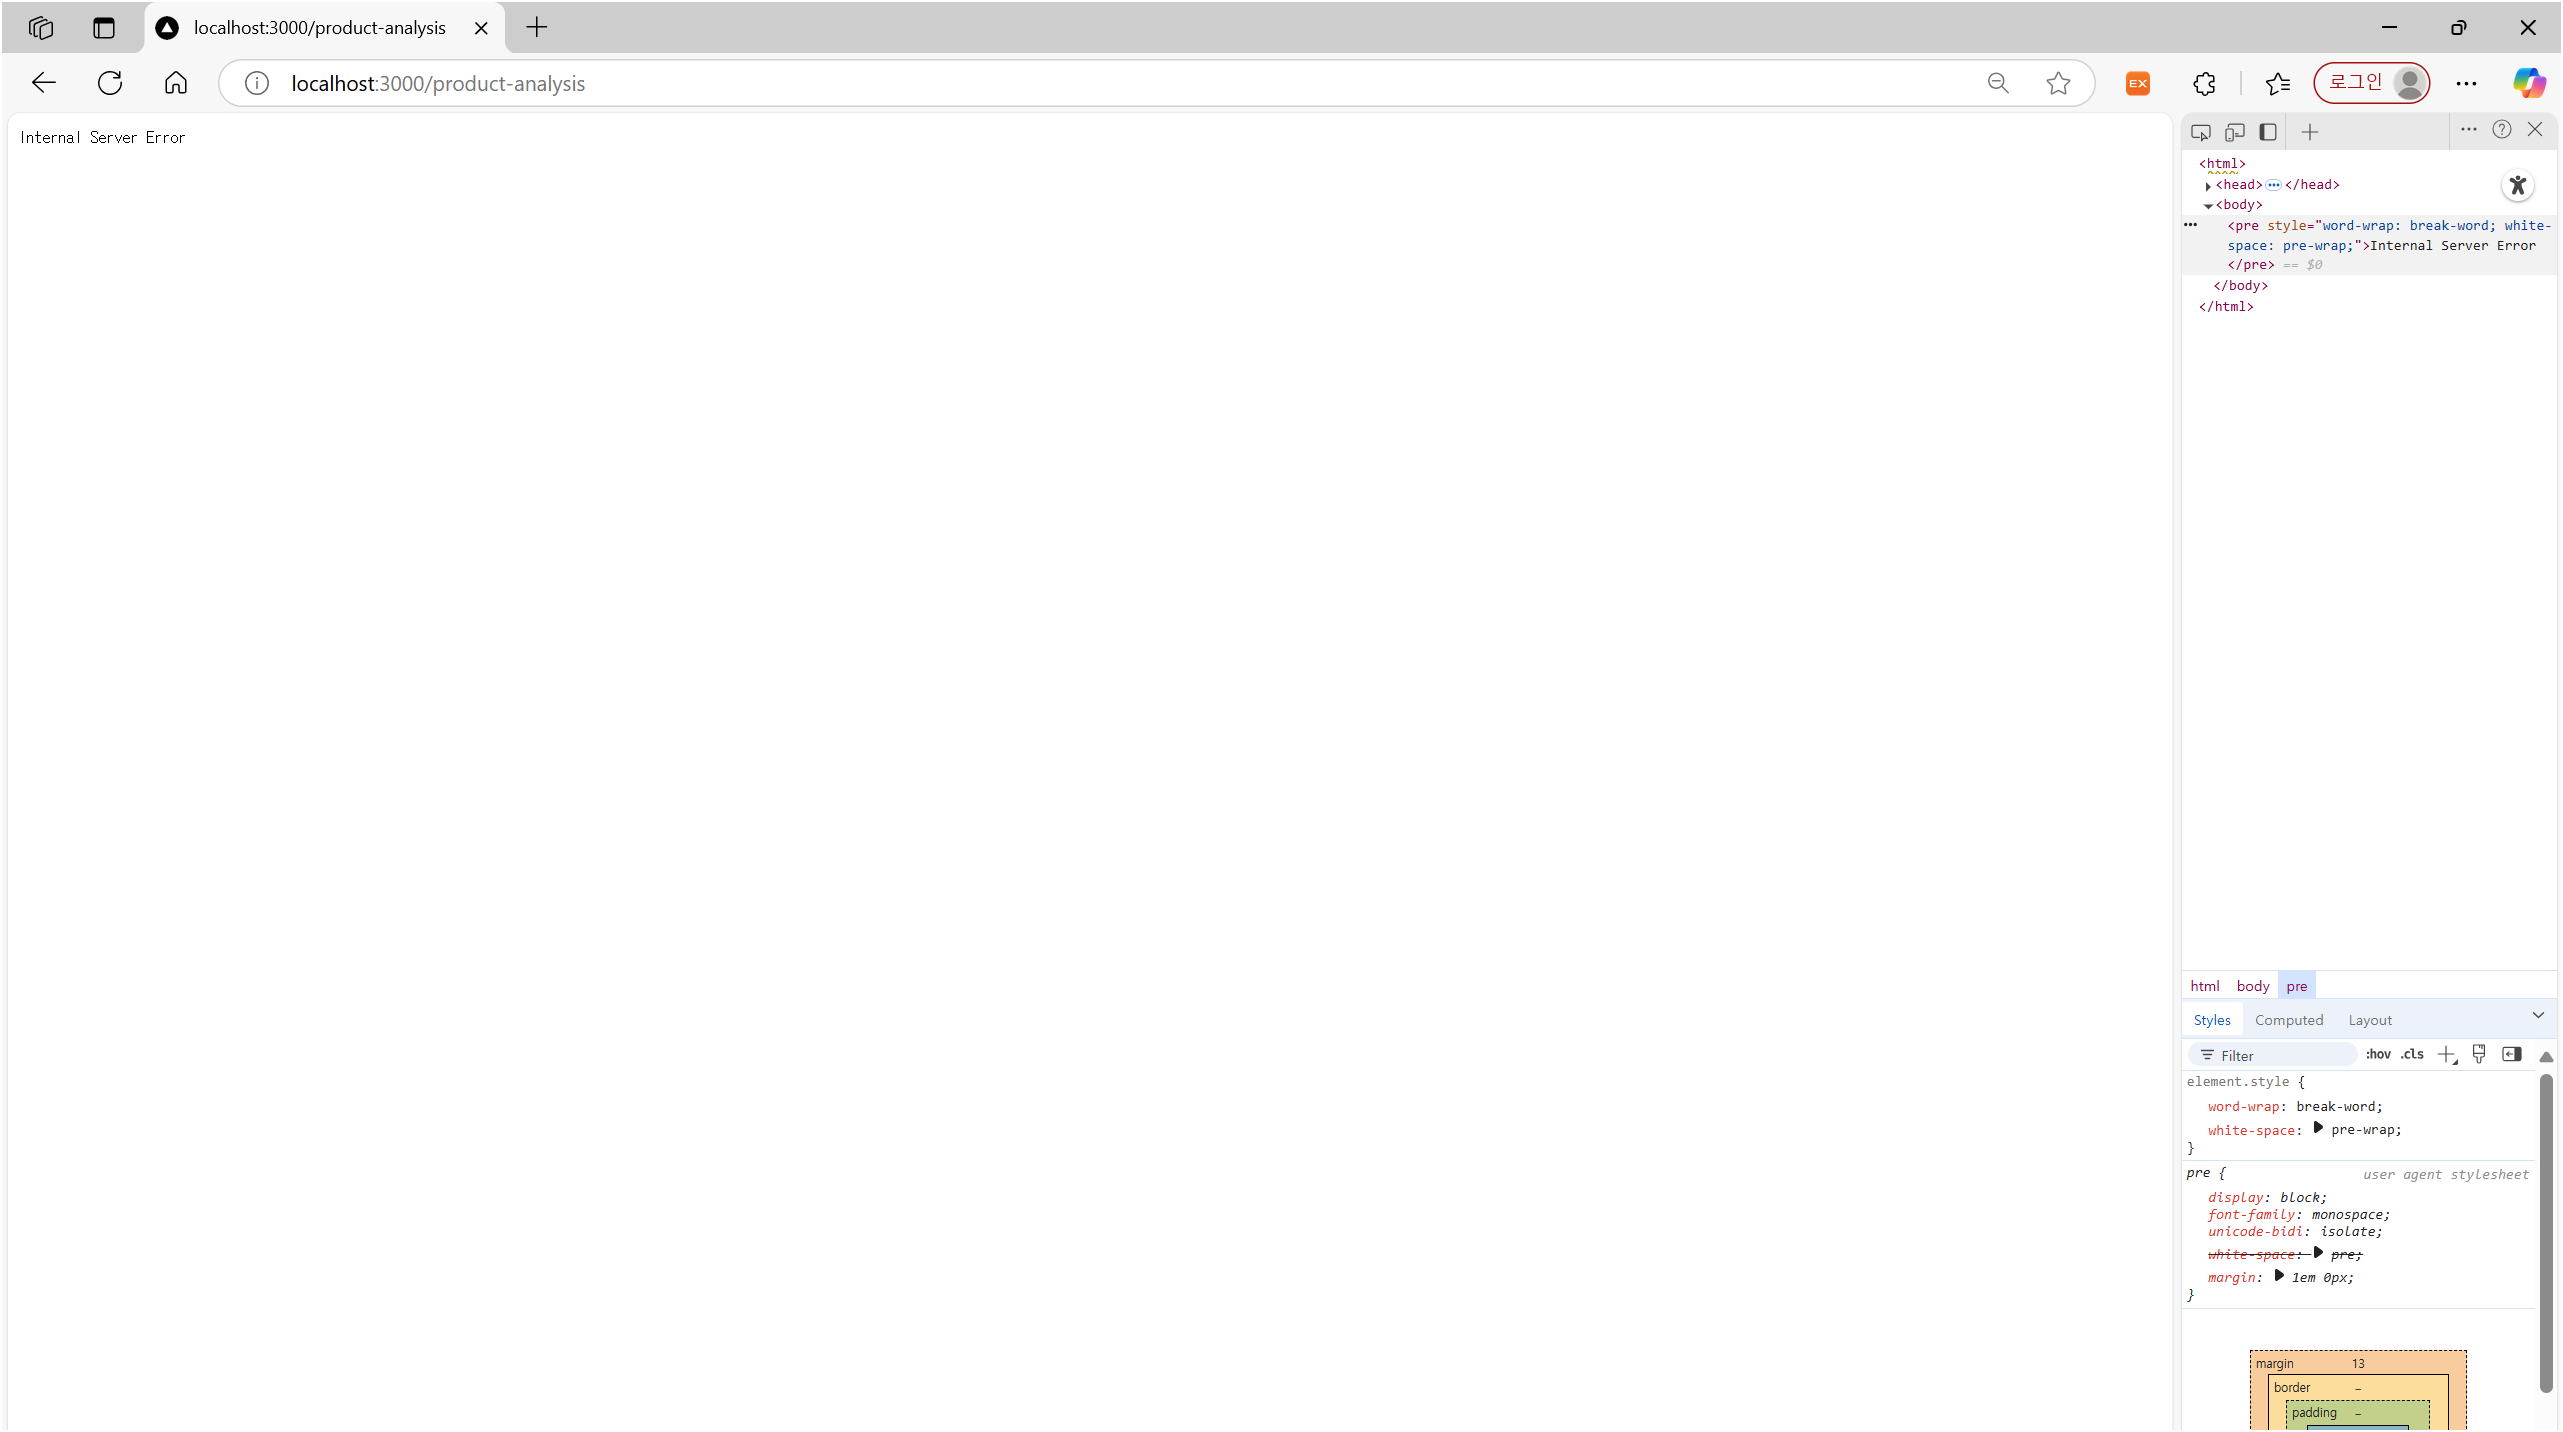 localhost:3000/product-analysis
localhost:3000/product-analysis
EX
로그인
Internal Server Error
<html>
<head>
</head>
<body>
<pre style="word-wrap: break-word; white-
space: pre-wrap;">Internal Server Error
</pre> == $0
</body>
</html>
html body pre
Styles Computed Layout
Filter :hov .cls
element.style {
word-wrap: break-word;
white-space: pre-wrap;
}
pre { user agent stylesheet
display: block;
font-family: monospace;
unicode-bidi: isolate;
white-space: pre;
margin: 1em 0px;
}
margin 13
border –
padding –